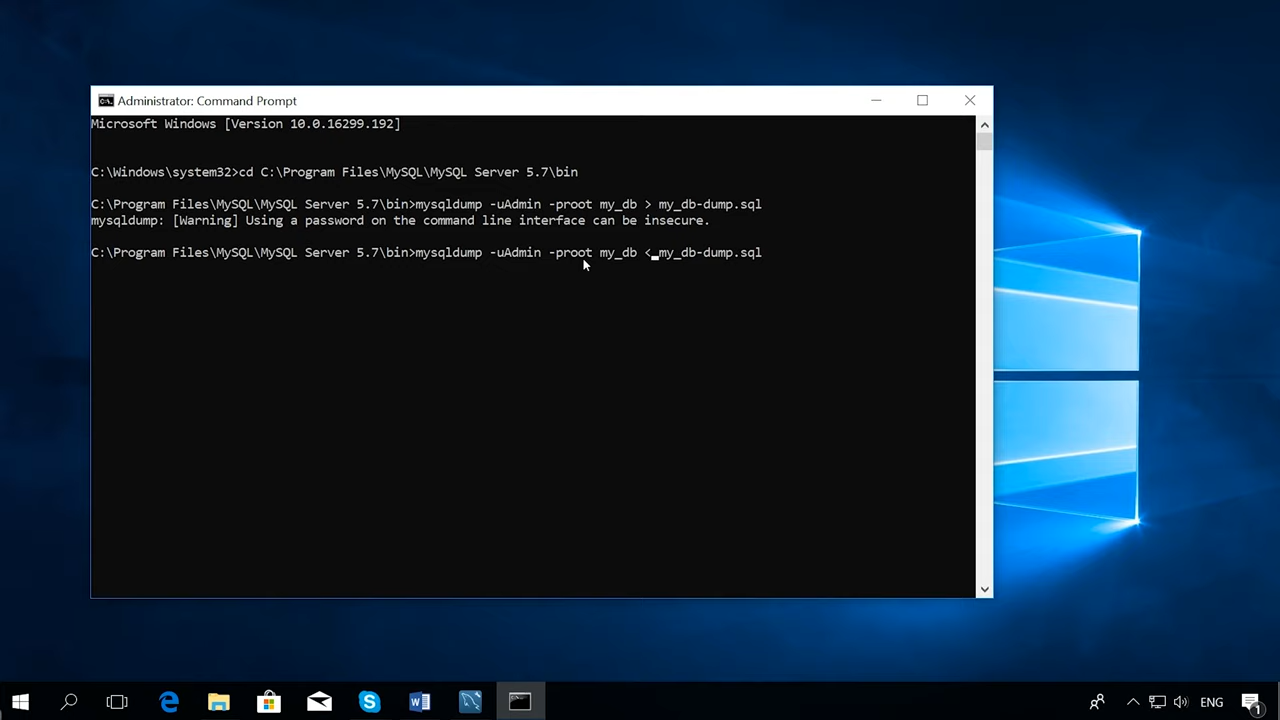 Administrator: Command Prompt
Microsoft Windows [Version 10.0.16299.192]
C:\Windows\system32>cd C:\Program Files\MySQL\MySQL Server 5.7\bin
C:\Program Files\MySQL\MySQL Server 5.7\bin>mysqldump -uAdmin -proot my_db > my_db-dump.sql
mysqldump: [Warning] Using a password on the command line interface can be insecure.
C:\Program Files\MySQL\MySQL Server 5.7\bin>mysqldump -uAdmin -proot my_db < my_db-dump.sql
ENG
1